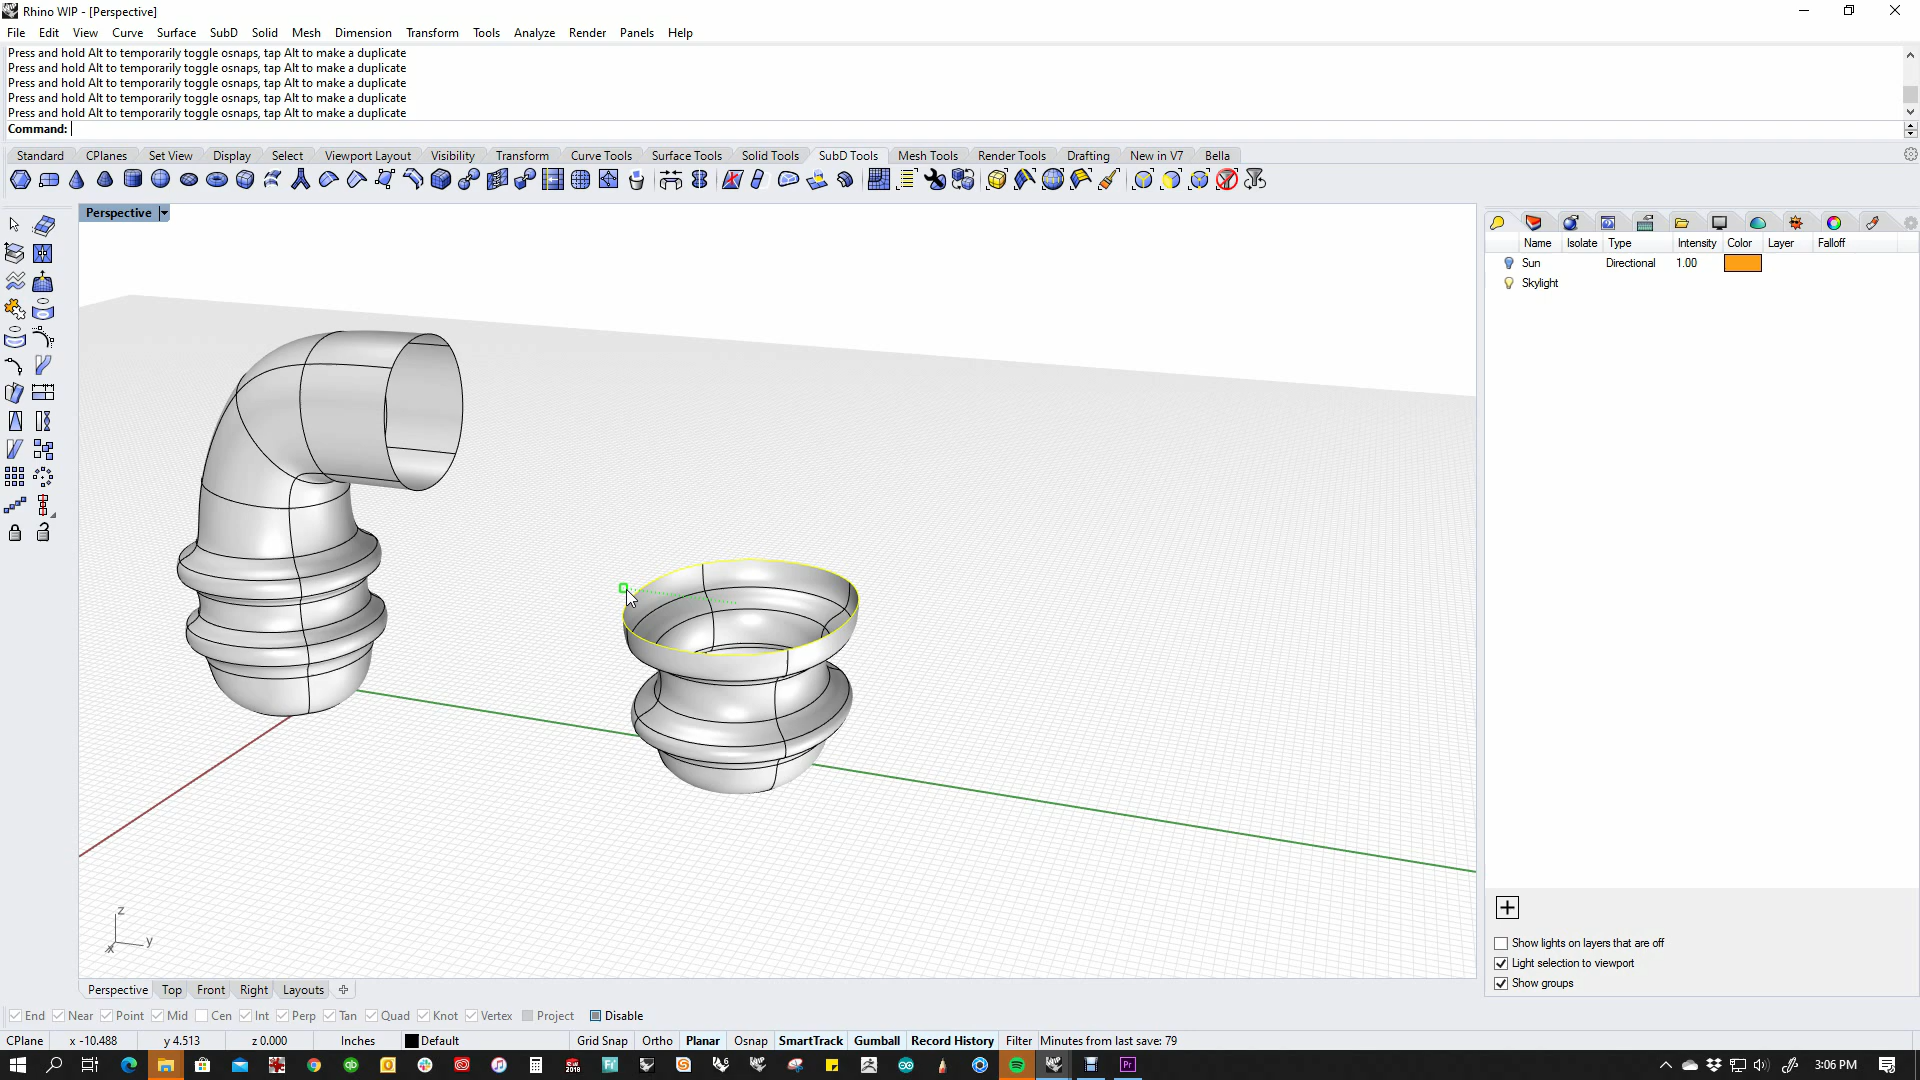 Rhino WIP - [Perspective]
File Edit View Curve Surface SubD Solid Mesh Dimension Transform Tools Analyze Render Panels Help
Press and hold Alt to temporarily toggle osnaps, tap Alt to make a duplicate
Press and hold Alt to temporarily toggle osnaps, tap Alt to make a duplicate
Press and hold Alt to temporarily toggle osnaps, tap Alt to make a duplicate
Press and hold Alt to temporarily toggle osnaps, tap Alt to make a duplicate
Press and hold Alt to temporarily toggle osnaps, tap Alt to make a duplicate
Command:
Standard CPlanes Set View Display Select Viewport Layout Visibility Transform Curve Tools Surface Tools Solid Tools SubD Tools Mesh Tools Render Tools Drafting New in V7 Bella
Perspective
Name Isolate Type Intensity Color Layer Falloff
Sun Directional 1.00
Skylight
z
y
x
Show lights on layers that are off
Light selection to viewport
Show groups
Perspective Top Front Right Layouts
End Near Point Mid Cen Int Perp Tan Quad Knot Vertex Project Disable
CPlane x -10.488 y 4.513 z 0.000 Inches Default Grid Snap Ortho Planar Osnap SmartTrack Gumball Record History Filter Minutes from last save: 79
3:06 PM